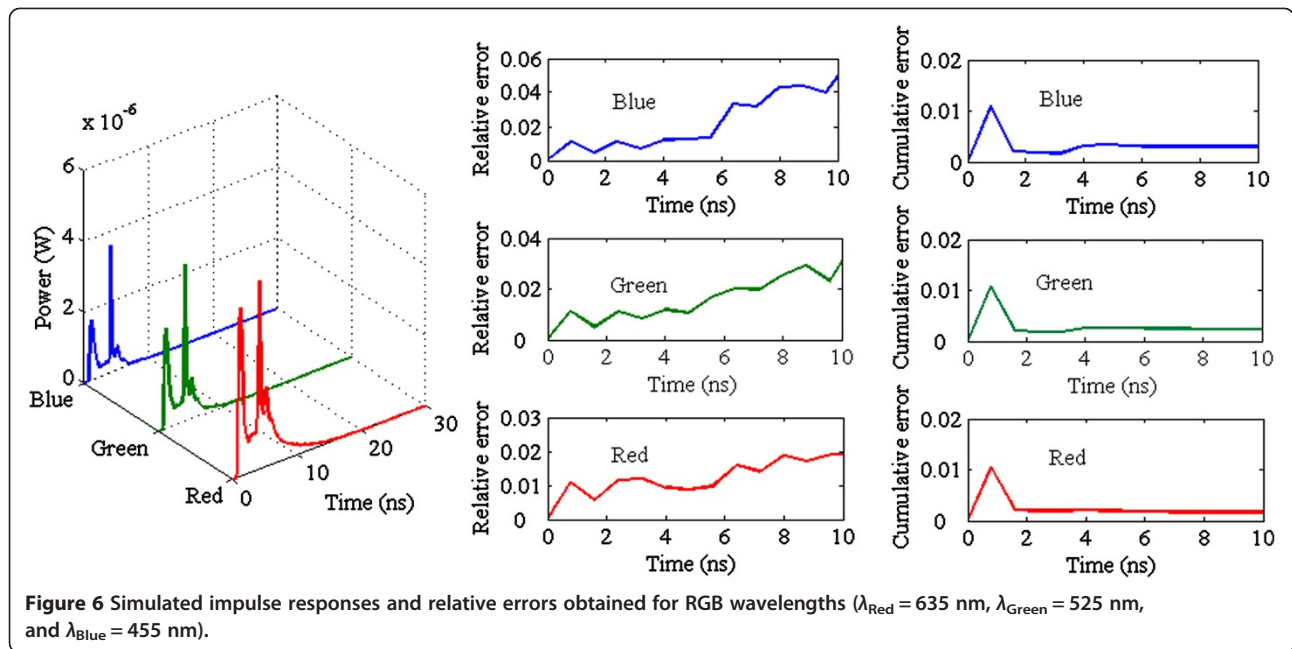 x 10⁻⁶
6
4
2
0
Power (W)
Blue
Green
Red
0
10
20
30
Time (ns)
Relative error
0.06
0.04
0.02
0
Blue
0 2 4 6 8 10
Time (ns)
Cumulative error
0.02
0.01
0
Blue
0 2 4 6 8 10
Time (ns)
Relative error
0.04
0.02
0
Green
0 2 4 6 8 10
Time (ns)
Cumulative error
0.02
0.01
0
Green
0 2 4 6 8 10
Time (ns)
Relative error
0.03
0.02
0.01
0
Red
0 2 4 6 8 10
Time (ns)
Cumulative error
0.02
0.01
0
Red
0 2 4 6 8 10
Time (ns)
Figure 6 Simulated impulse responses and relative errors obtained for RGB wavelengths (λRed = 635 nm, λGreen = 525 nm,
and λBlue = 455 nm).